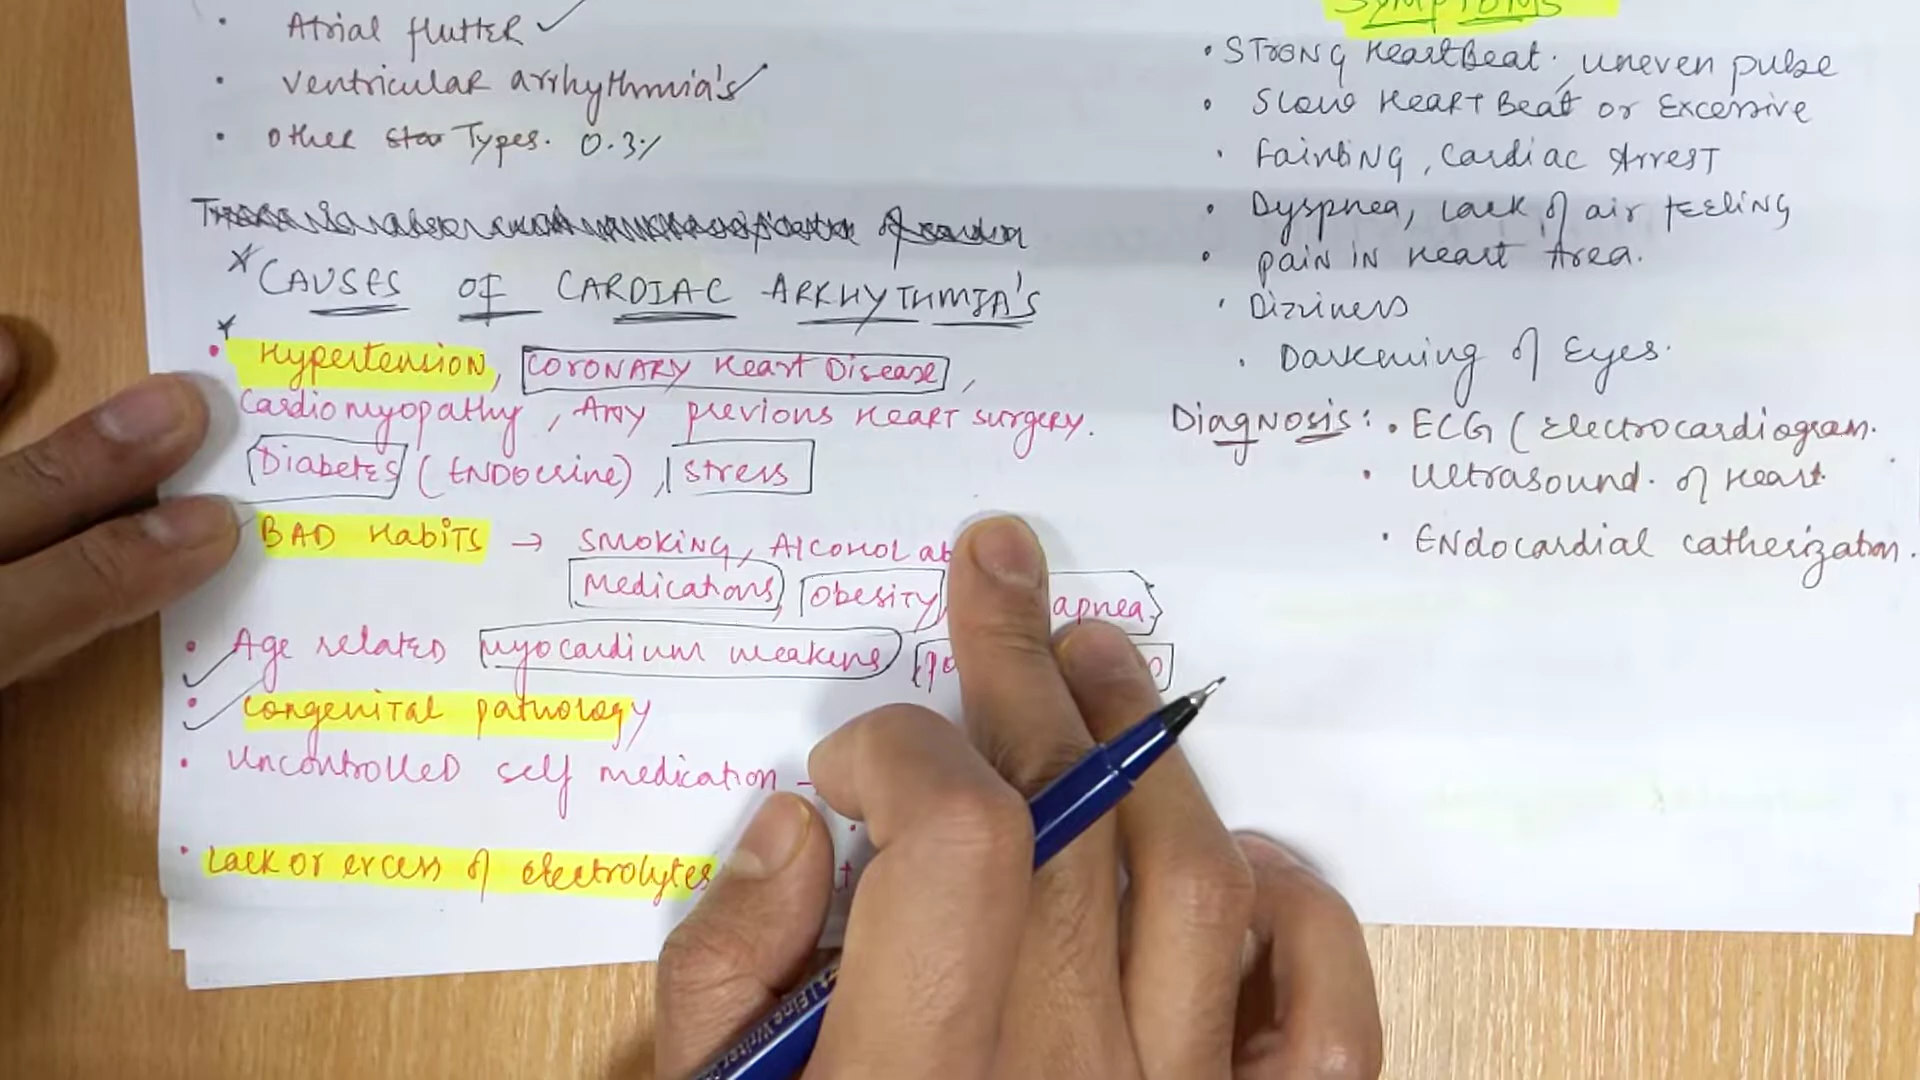 • Atrial flutter ✓
• Ventricular arrhythmia's ✓
• Other Types. 0.3%
* CAUSES OF CARDIAC ARRHYTHMIA'S
• Hypertension, CORONARY Heart Disease,
Cardiomyopathy, Any previous HEART surgery.
Diabetes (ENDOcrine), stress
BAD HabiTS → SMOKING, Alcohol ab
Medications, Obesity, apnea
• Age related myocardium weakens
• Congenital pathology
• Uncontrolled self medication →
• Lack or excess of electrolytes
Symptoms
• STRONG HeartBeat. uneven pulse
• Slow HEART Beat or Excessive
• Fainting, Cardiac Arrest
• Dyspnea, Lack of air feeling
• pain IN Heart Area.
• Dizziness
• Darkening of Eyes.
Diagnosis: • ECG (Electrocardiogram.
• Ultrasound. of Heart
• ENdocardial catherization.